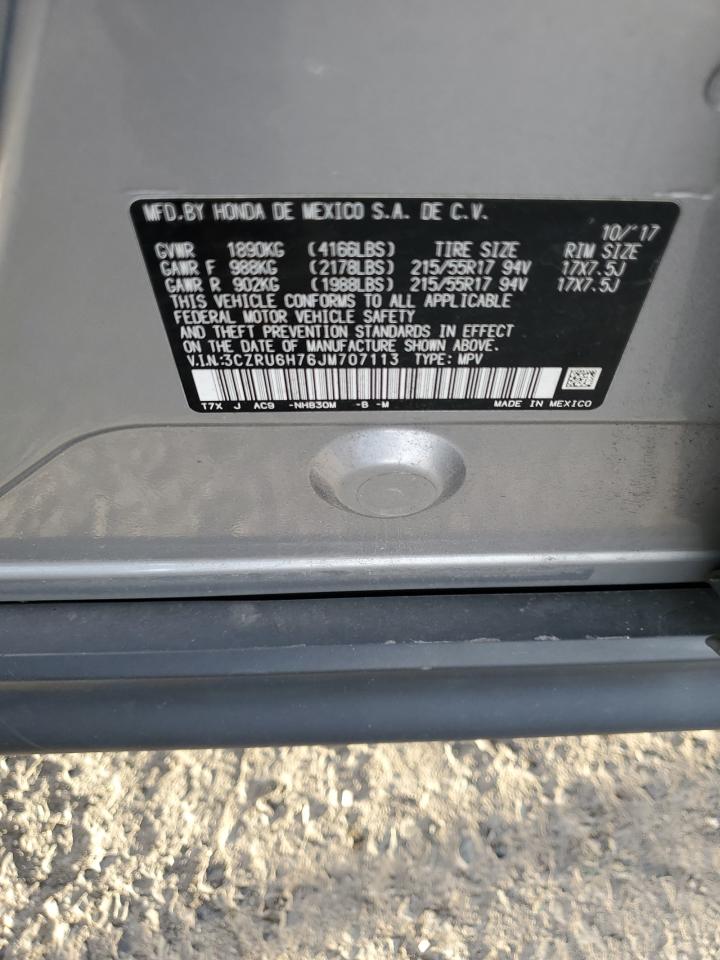 MFD.BY HONDA DE MEXICO S.A. DE C.V.
10/'17
GVWR 1890KG (4166LBS) TIRE SIZE RIM SIZE
GAWR F 988KG (2178LBS) 215/55R17 94V 17X7.5J
GAWR R 902KG (1988LBS) 215/55R17 94V 17X7.5J
THIS VEHICLE CONFORMS TO ALL APPLICABLE
FEDERAL MOTOR VEHICLE SAFETY
AND THEFT PREVENTION STANDARDS IN EFFECT
ON THE DATE OF MANUFACTURE SHOWN ABOVE.
V.I.N:3CZRU6H76JM707113 TYPE: MPV
T7X J AC9 -NH830M -B -M MADE IN MEXICO